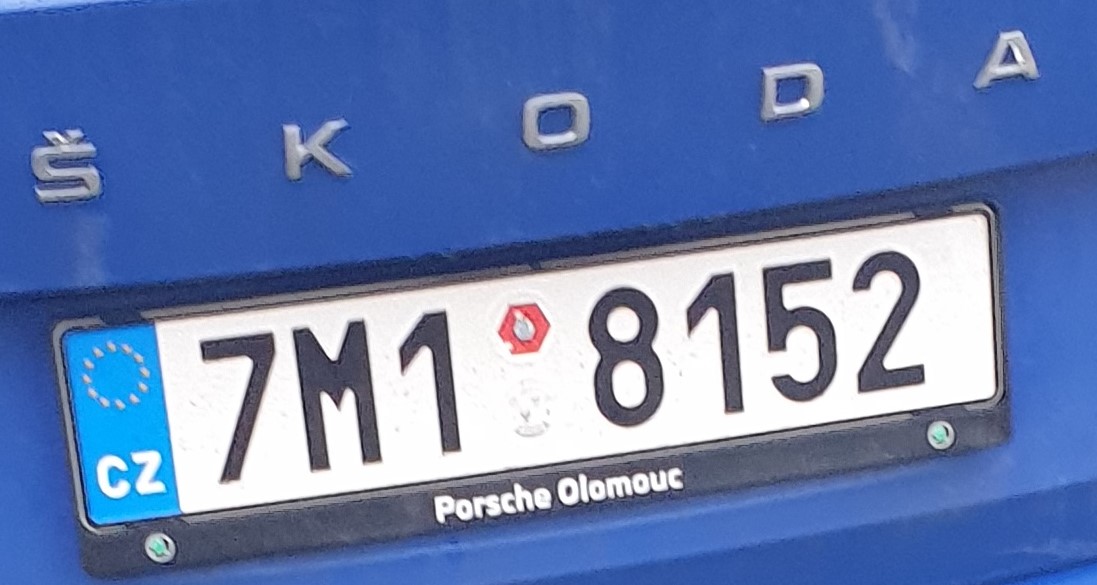 ŠKODA
CZ
7M1 8152
Porsche Olomouc